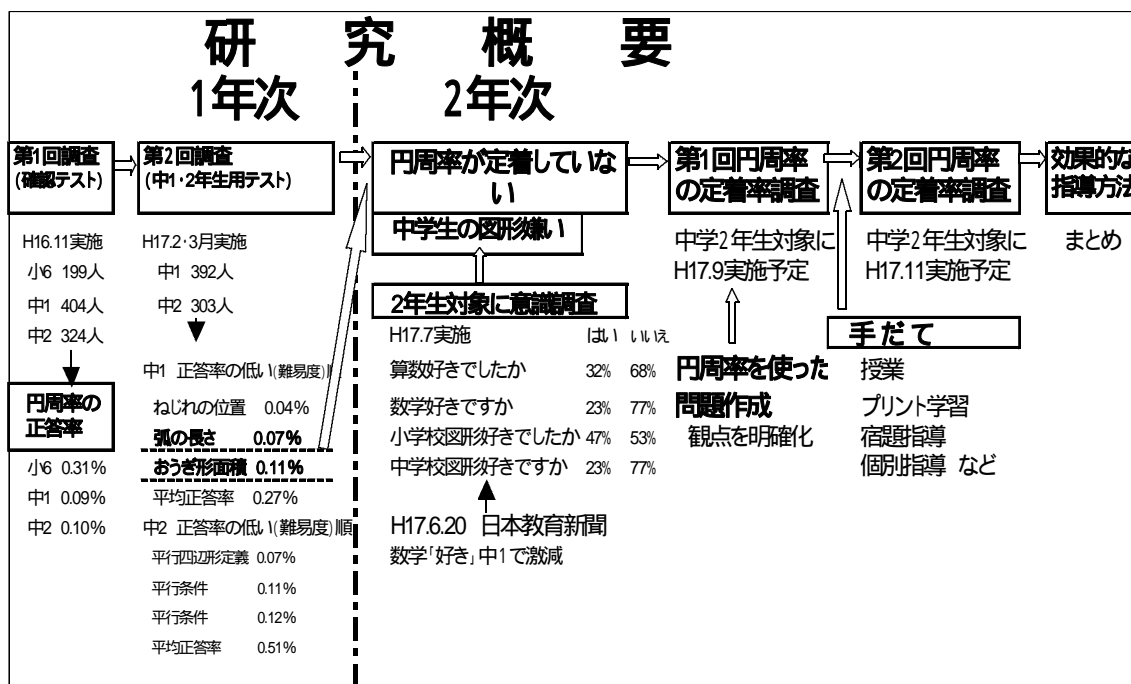 研究概要
1年次
2年次
第1回調査
(確認テスト)
H16.11実施
小6 199人
中1 404人
中2 324人
円周率の
正答率
小6 0.31%
中1 0.09%
中2 0.10%
第2回調査
(中1・2年生用テスト)
H17.2・3月実施
中1 392人
中2 303人
中1 正答率の低い(難易度)順
ねじれの位置 0.04%
弧の長さ 0.07%
おうぎ形面積 0.11%
平均正答率 0.27%
中2 正答率の低い(難易度)順
平行四辺形定義 0.07%
平行条件 0.11%
平行条件 0.12%
平均正答率 0.51%
円周率が定着していな
い
中学生の図形嫌い
2年生対象に意識調査
H17.7実施 はい いいえ
算数好きでしたか 32% 68%
数学好きですか 23% 77%
小学校図形好きでしたか 47% 53%
中学校図形好きですか 23% 77%
H17.6.20 日本教育新聞
数学「好き」中1で激減
第1回円周率
の定着率調査
中学2年生対象に
H17.9実施予定
円周率を使った
問題作成
観点を明確化
第2回円周率
の定着率調査
中学2年生対象に
H17.11実施予定
手だて
授業
プリント学習
宿題指導
個別指導 など
効果的な
指導方法
まとめ